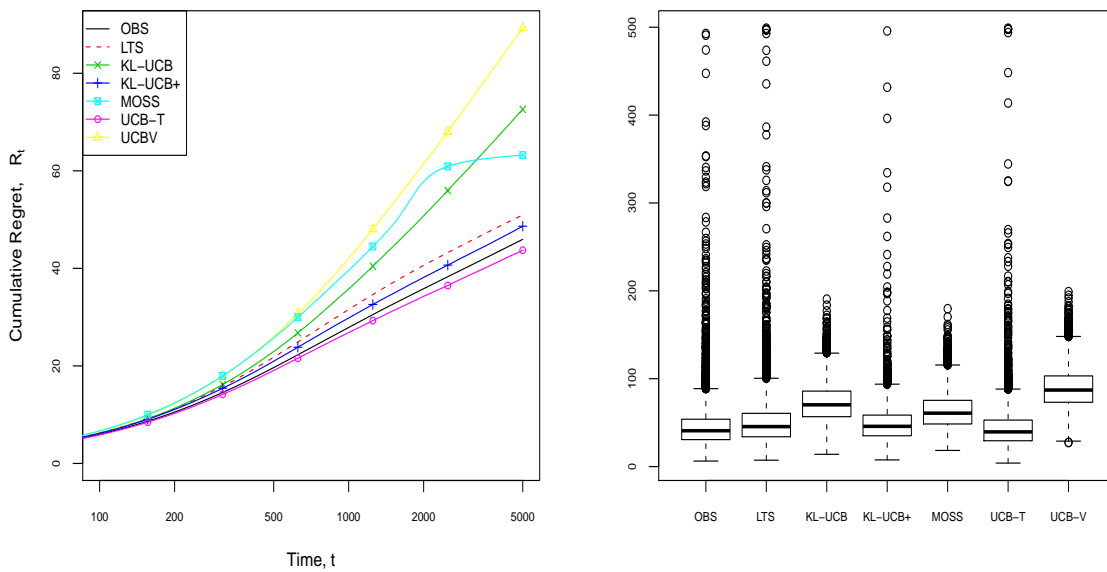 OBS
LTS
KL−UCB
KL−UCB+
MOSS
UCB−T
UCBV
Cumulative Regret, Rt
0
20
40
60
80
100 200 500 1000 2000 5000
Time, t
0
100
200
300
400
500
OBS LTS KL−UCB KL−UCB+ MOSS UCB−T UCB−V